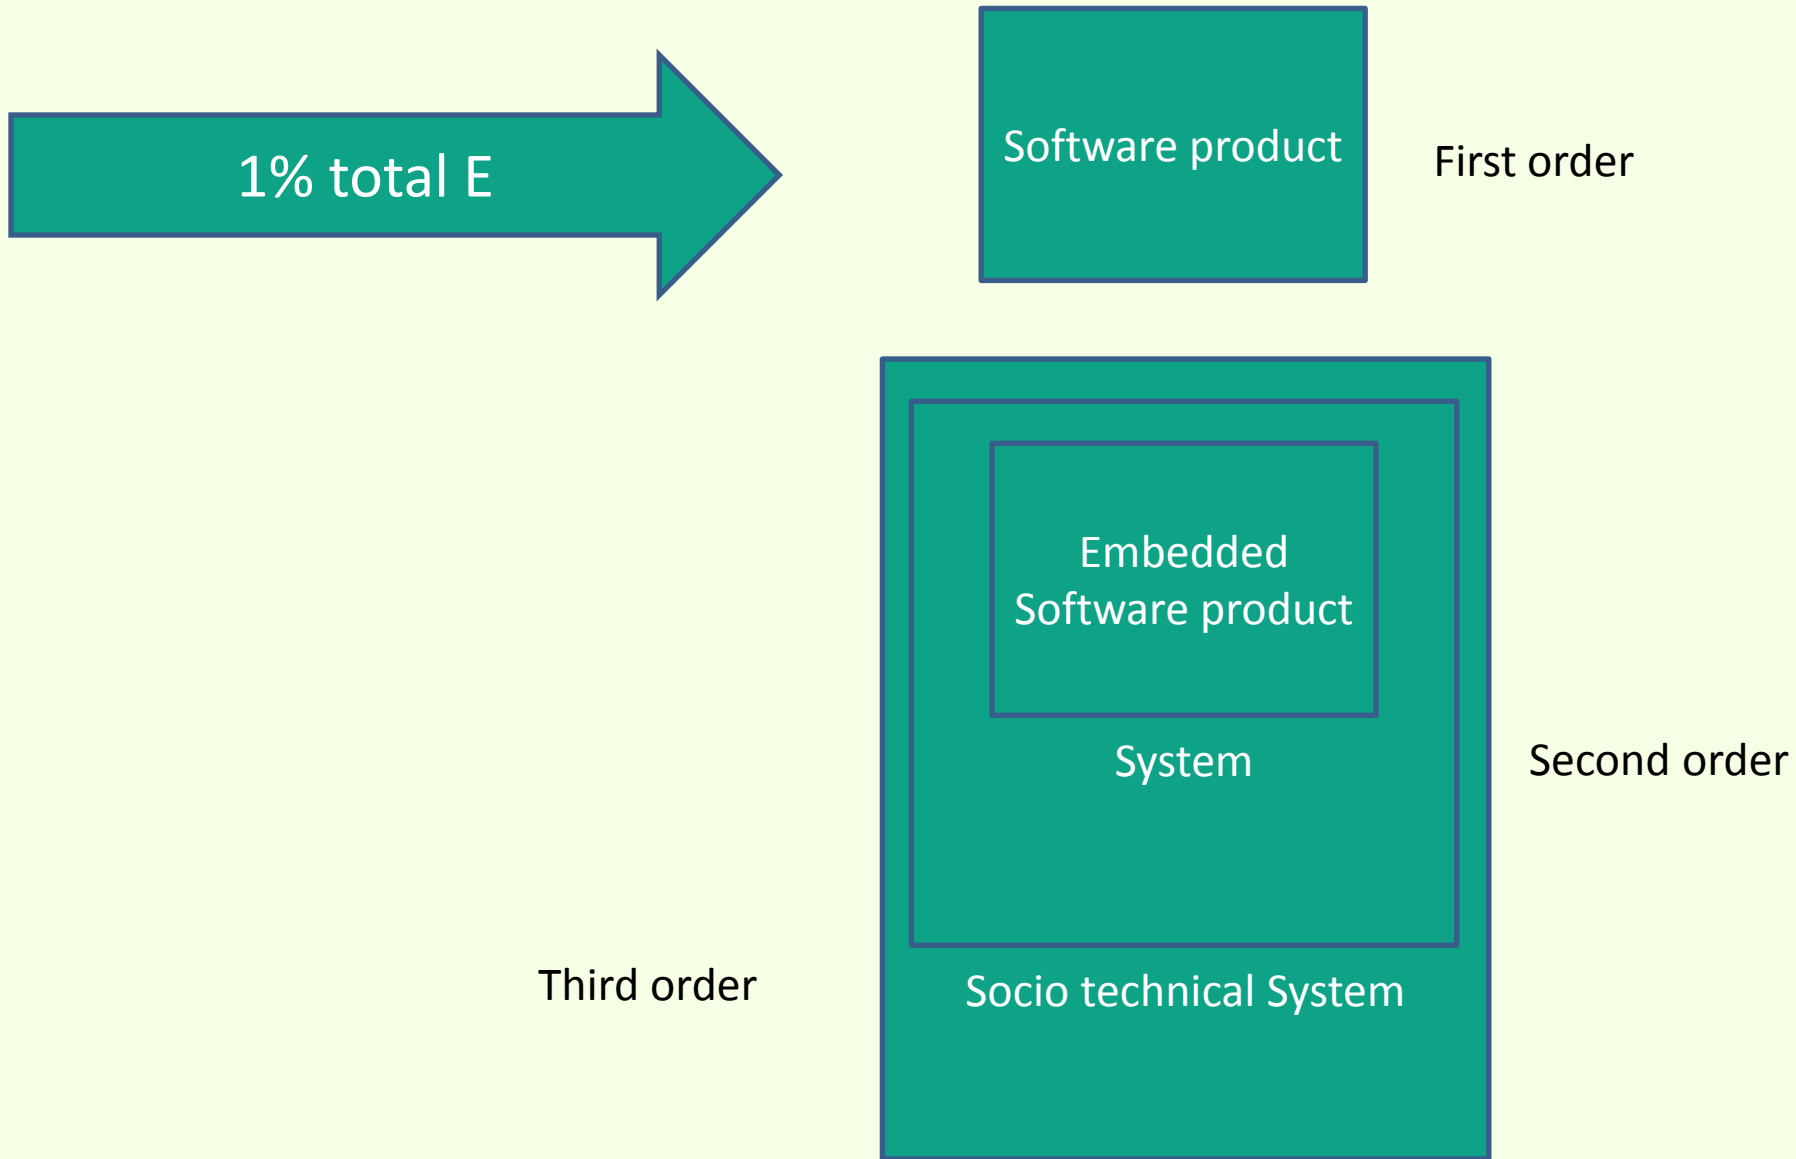 1% total E
Software product
First order
Embedded
Software product
System
Second order
Third order
Socio technical System